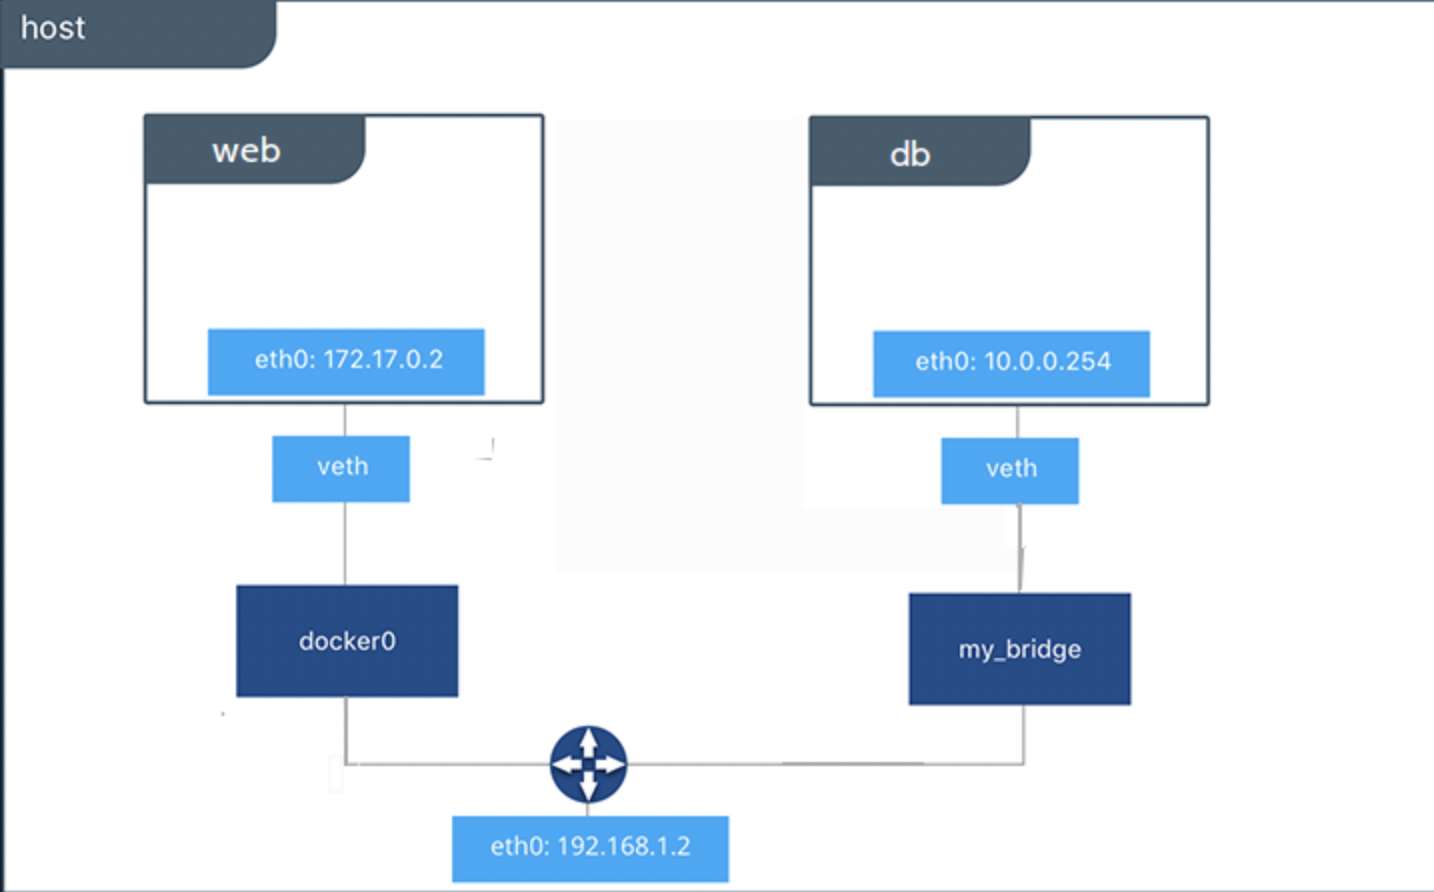 host
web
db
eth0: 172.17.0.2
eth0: 10.0.0.254
veth
veth
docker0
my_bridge
eth0: 192.168.1.2